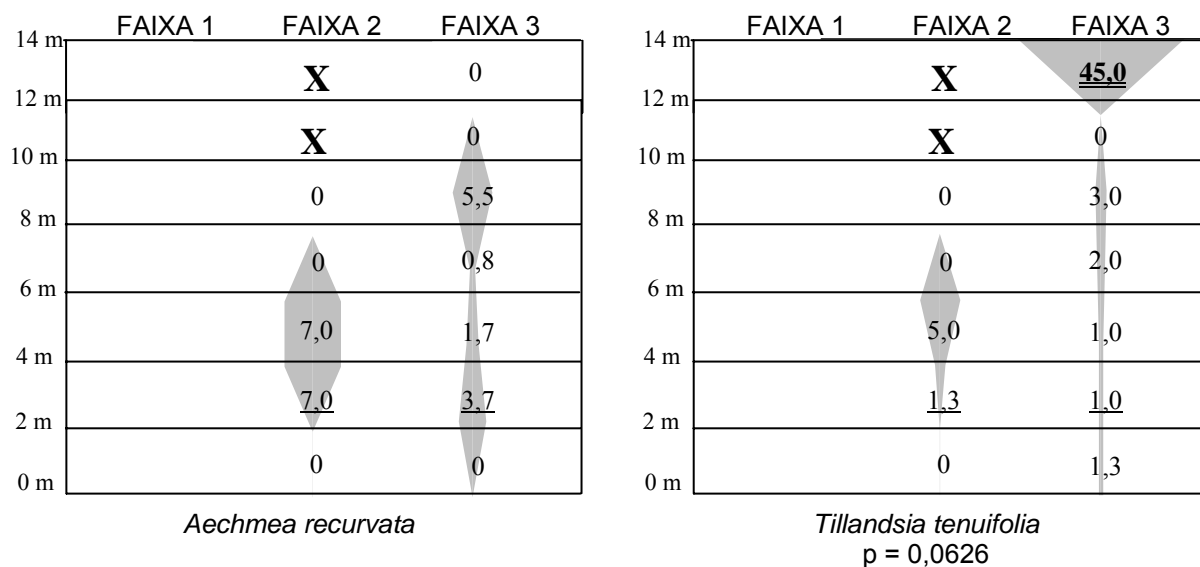 FAIXA 1 FAIXA 2 FAIXA 3
14 m
X 0
12 m
X 0
10 m
0 5,5
8 m
0 0,8
6 m
7,0 1,7
4 m
7,0 3,7
2 m
0 0
0 m
Aechmea recurvata
FAIXA 1 FAIXA 2 FAIXA 3
14 m
X 45,0
12 m
X 0
10 m
0 3,0
8 m
0 2,0
6 m
5,0 1,0
4 m
1,3 1,0
2 m
0 1,3
0 m
Tillandsia tenuifolia
p = 0,0626